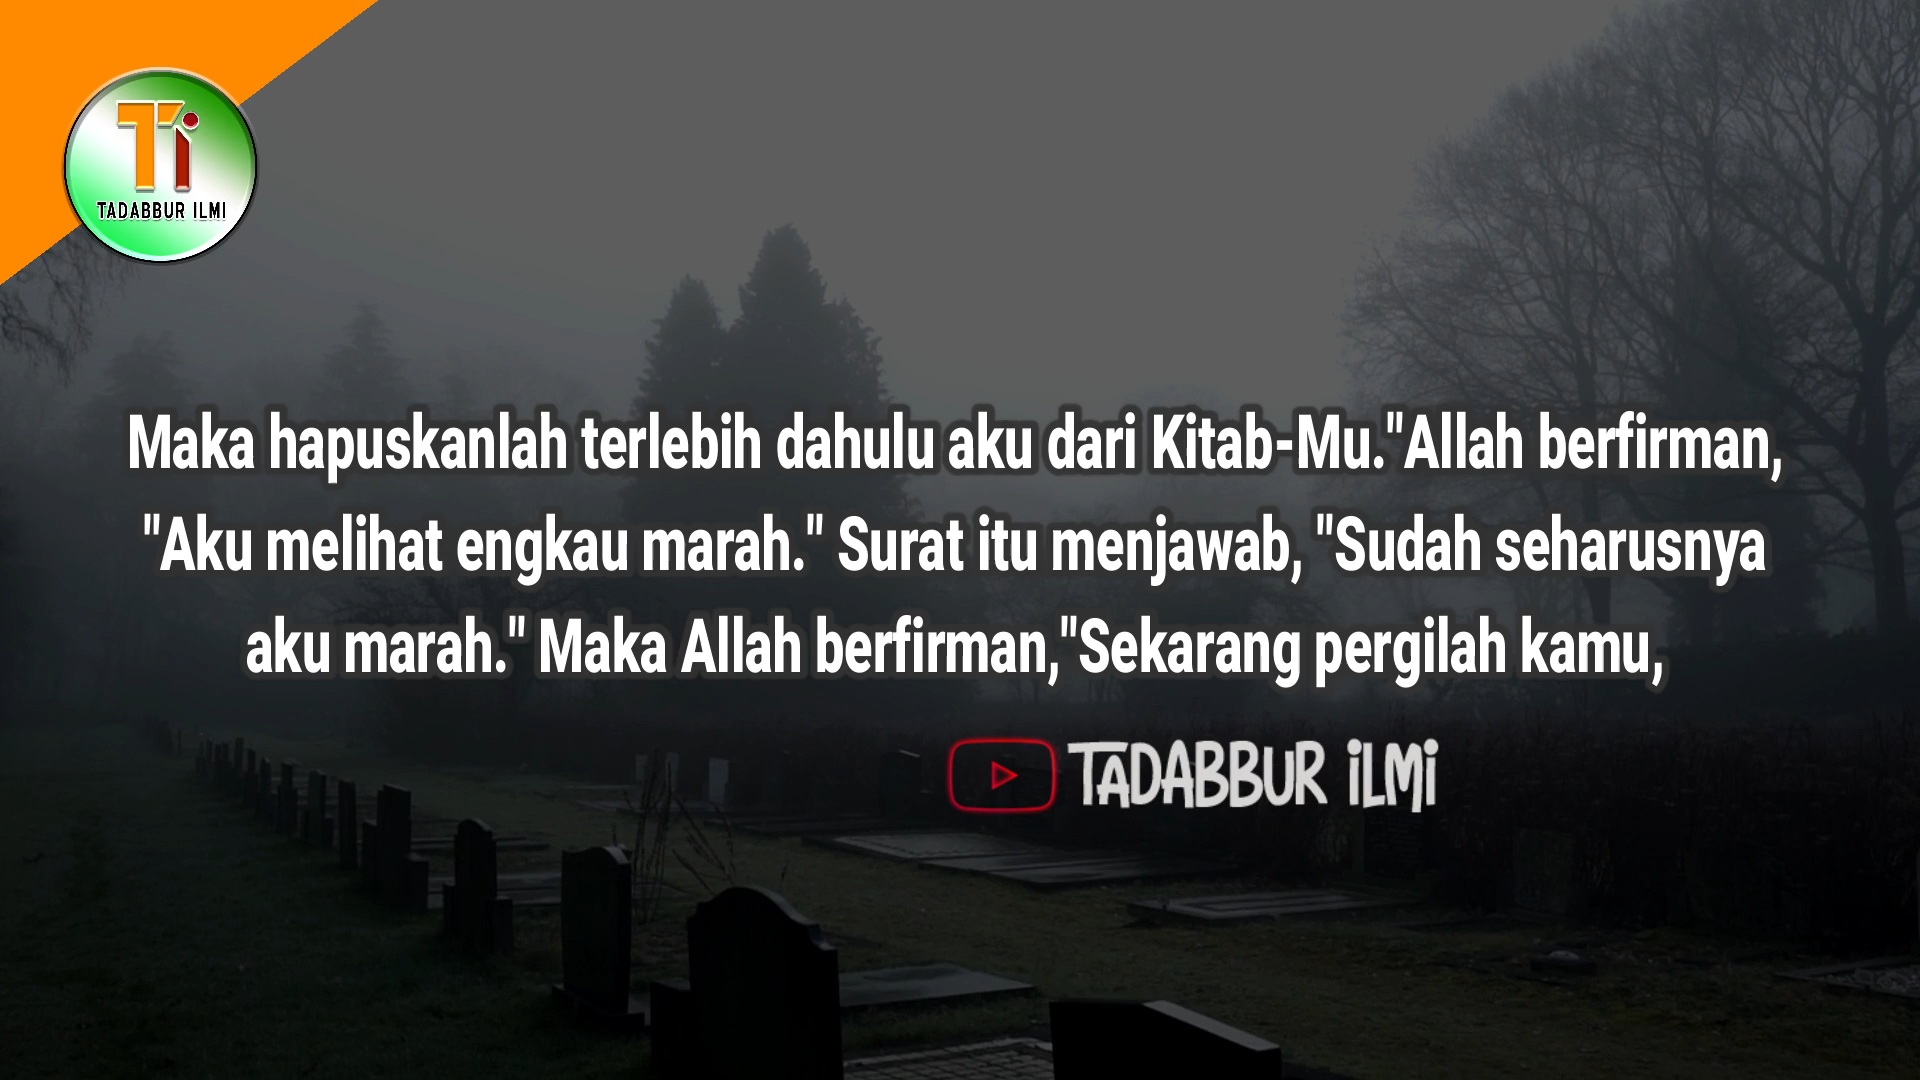 Ti
TADABBUR ILMI
Maka hapuskanlah terlebih dahulu aku dari Kitab-Mu."Allah berfirman,
"Aku melihat engkau marah." Surat itu menjawab, "Sudah seharusnya
aku marah." Maka Allah berfirman,"Sekarang pergilah kamu,
TADABBUR iLMi